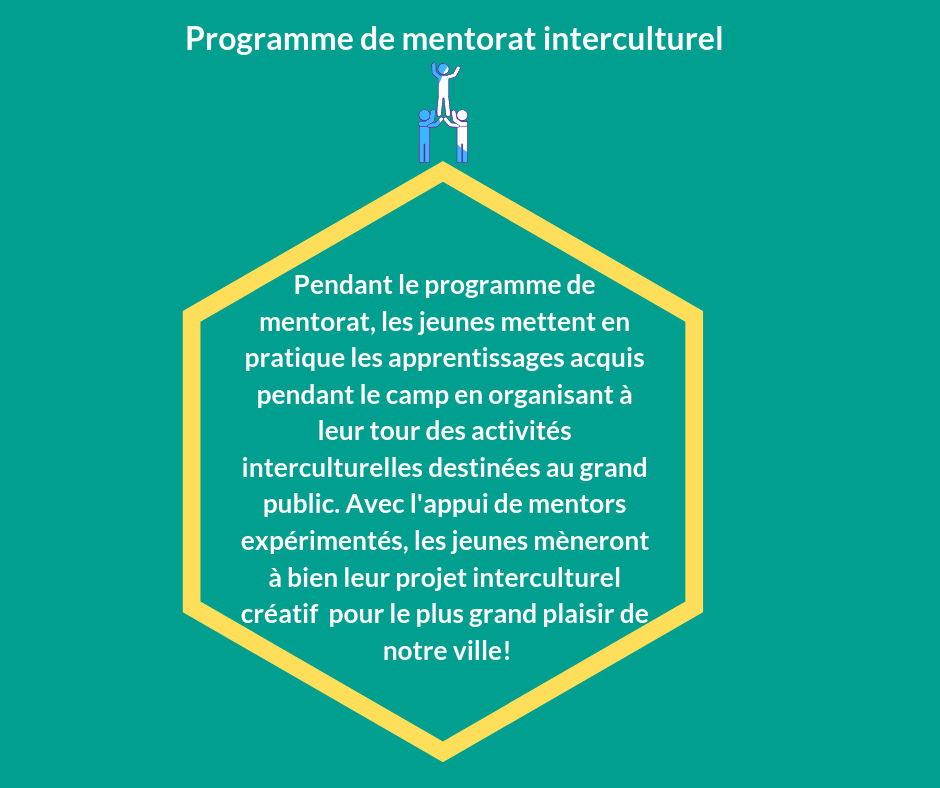 Programme de mentorat interculturel
Pendant le programme de
mentorat, les jeunes mettent en
pratique les apprentissages acquis
pendant le camp en organisant à
leur tour des activités
interculturelles destinées au grand
public. Avec l'appui de mentors
expérimentés, les jeunes mèneront
à bien leur projet interculturel
créatif  pour le plus grand plaisir de
notre ville!